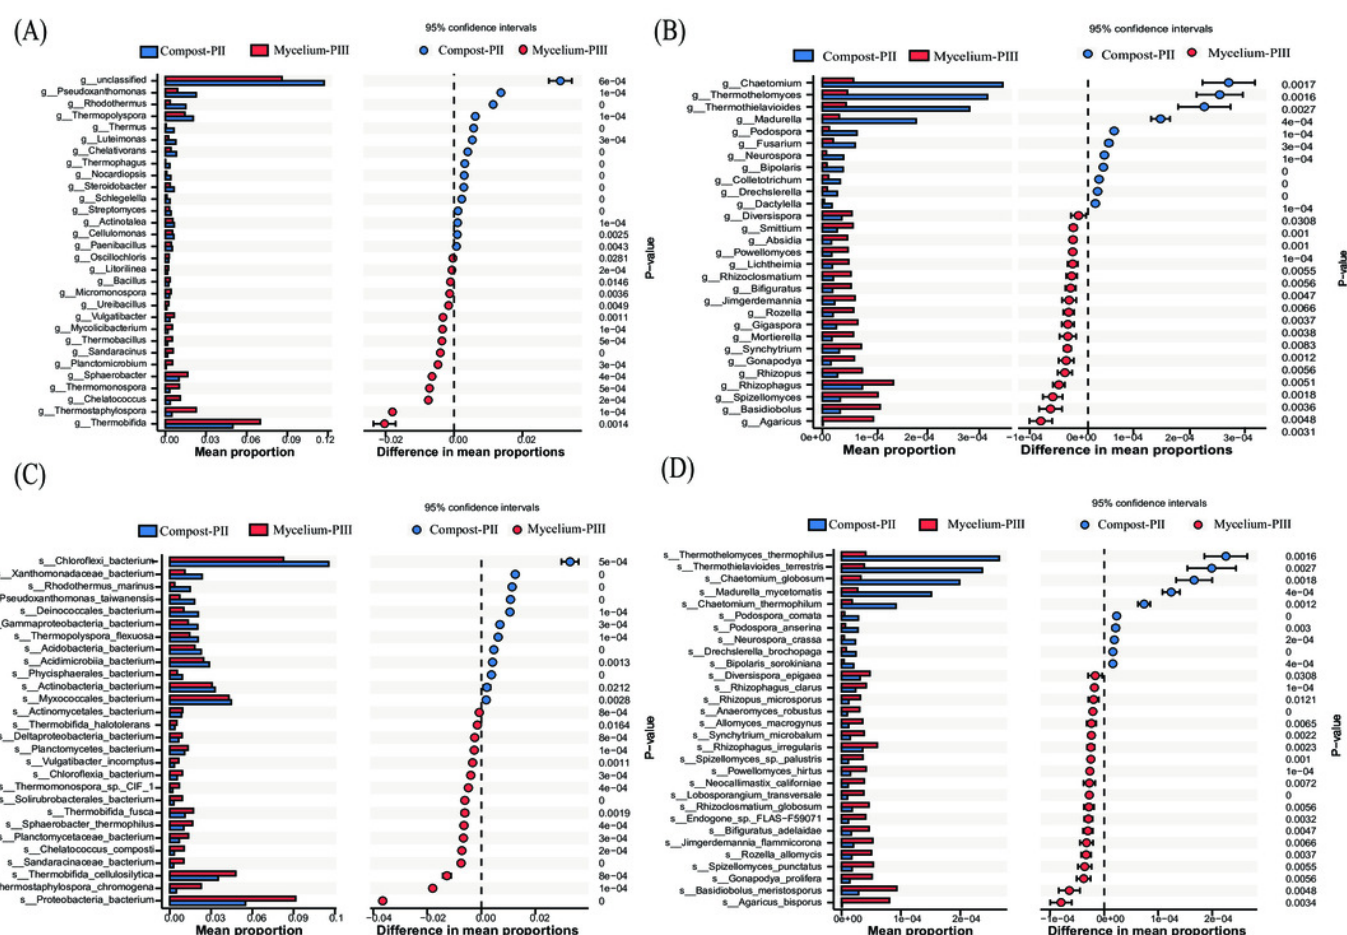 (A)
95% confidence intervals
Compost-PII Mycelium-PIII Compost-PII Mycelium-PIII
g__unclassified 6e-04
g__Pseudoxanthomonas 1e-04
g__Rhodothermus 0
g__Thermopolyspora 1e-04
g__Thermus 0
g__Luteimonas 3e-04
g__Chelativorans 0
g__Thermophagus 0
g__Nocardiopsis 0
g__Steroidobacter 0
g__Schlegelella 0
g__Streptomyces 0
g__Actinotalea 1e-04
g__Cellulomonas 0.0025
g__Paenibacillus 0.0043
g__Oscillochloris 0.0281
g__Litorilinea 2e-04
g__Bacillus 0.0146
g__Micromonospora 0.0036
g__Ureibacillus 0.0049
g__Vulgatibacter 0.0011
g__Mycolicibacterium 1e-04
g__Thermobacillus 5e-04
g__Sandaracinus 0
g__Planctomicrobium 3e-04
g__Sphaerobacter 4e-04
g__Thermomonospora 5e-04
g__Chelatococcus 2e-04
g__Thermostaphylospora 1e-04
g__Thermobifida 0.0014
P-value
0.00 0.03 0.06 0.09 0.12 −0.02 0.00 0.02
Mean proportion Difference in mean proportions
(B)
95% confidence intervals
Compost-PII Mycelium-PIII Compost-PII Mycelium-PIII
g__Chaetomium 0.0017
g__Thermothelomyces 0.0016
g__Thermothielavioides 0.0027
g__Madurella 4e-04
g__Podospora 1e-04
g__Fusarium 3e-04
g__Neurospora 1e-04
g__Bipolaris 0
g__Colletotrichum 0
g__Drechslerella 0
g__Dactylella 1e-04
g__Diversispora 0.0308
g__Smittium 0.001
g__Absidia 0.001
g__Powellomyces 1e-04
g__Lichtheimia 0.0055
g__Rhizoclosmatium 0.0056
g__Bifiguratus 0.0047
g__Jimgerdemannia 0.0066
g__Rozella 0.0037
g__Gigaspora 0.0038
g__Mortierella 0.0083
g__Synchytrium 0.0012
g__Gonapodya 0.0056
g__Rhizopus 0.0051
g__Rhizophagus 0.0018
g__Spizellomyces 0.0036
g__Basidiobolus 0.0048
g__Agaricus 0.0031
P-value
0e+00 1e-04 2e-04 3e-04 −1e-04 0e+00 1e-04 2e-04 3e-04
Mean proportion Difference in mean proportions
(C)
95% confidence intervals
Compost-PII Mycelium-PIII Compost-PII Mycelium-PIII
s__Chloroflexi_bacterium 5e-04
s__Xanthomonadaceae_bacterium 0
s__Rhodothermus_marinus 0
Pseudoxanthomonas_taiwanensis 0
s__Deinococcales_bacterium 1e-04
Gammaproteobacteria_bacterium 3e-04
s__Thermopolyspora_flexuosa 1e-04
s__Acidobacteria_bacterium 0
s__Acidimicrobiia_bacterium 0.0013
s__Phycisphaerales_bacterium 0
s__Actinobacteria_bacterium 0.0212
s__Myxococcales_bacterium 0.0028
s__Actinomycetales_bacterium 8e-04
s__Thermobifida_halotolerans 0.0164
s__Deltaproteobacteria_bacterium 8e-04
s__Planctomycetes_bacterium 1e-04
s__Vulgatibacter_incomptus 0.0011
s__Chloroflexia_bacterium 3e-04
s__Thermomonospora_sp._CIF_1 4e-04
s__Solirubrobacterales_bacterium 0
s__Thermobifida_fusca 0.0019
s__Sphaerobacter_thermophilus 4e-04
s__Planctomycetaceae_bacterium 3e-04
s__Chelatococcus_composti 2e-04
s__Sandaracinaceae_bacterium 0
s__Thermobifida_cellulosilytica 8e-04
hermostaphylospora_chromogena 1e-04
s__Proteobacteria_bacterium 0
P-value
0.00 0.03 0.06 0.09 0.1 −0.04 −0.02 0.00 0.02
Mean proportion Difference in mean proportions
(D)
95% confidence intervals
Compost-PII Mycelium-PIII Compost-PII Mycelium-PIII
s__Thermothelomyces_thermophilus 0.0016
s__Thermothielavioides_terrestris 0.0027
s__Chaetomium_globosum 0.0018
s__Madurella_mycetomatis 4e-04
s__Chaetomium_thermophilum 0.0012
s__Podospora_comata 0
s__Podospora_anserina 0.003
s__Neurospora_crassa 2e-04
s__Drechslerella_brochopaga 0
s__Bipolaris_sorokiniana 4e-04
s__Diversispora_epigaea 0.0308
s__Rhizophagus_clarus 1e-04
s__Rhizopus_microsporus 0.0121
s__Anaeromyces_robustus 0
s__Allomyces_macrogynus 0.0065
s__Synchytrium_microbalum 0.0022
s__Rhizophagus_irregularis 0.0023
s__Spizellomyces_sp._palustris 0.001
s__Powellomyces_hirtus 1e-04
s__Neocallimastix_californiae 0.0072
s__Lobosporangium_transversale 0
s__Rhizoclosmatium_globosum 0.0056
s__Endogone_sp._FLAS−F59071 0.0032
s__Bifiguratus_adelaidae 0.0047
s__Jimgerdemannia_flammicorona 0.0066
s__Rozella_allomycis 0.0037
s__Spizellomyces_punctatus 0.0055
s__Gonapodya_prolifera 0.0056
s__Basidiobolus_meristosporus 0.0048
s__Agaricus_bisporus 0.0034
P-value
0e+00 1e-04 2e-04 −1e-04 0e+00 1e-04 2e-04
Mean proportion Difference in mean proportions